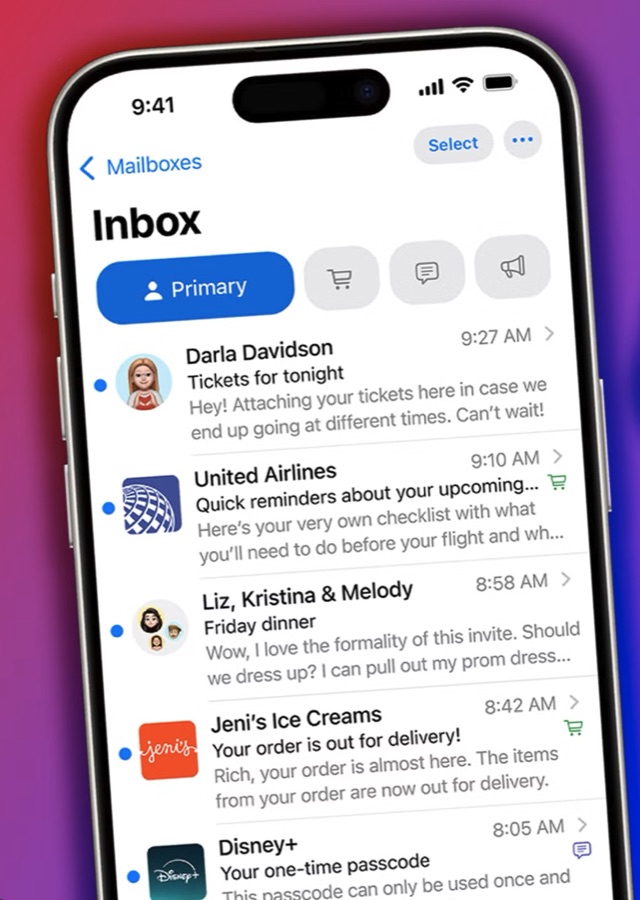 9:41
Mailboxes
Select
Inbox
Primary
Darla Davidson
9:27 AM
Tickets for tonight
Hey! Attaching your tickets here in case we
end up going at different times. Can’t wait!
United Airlines
9:10 AM
Quick reminders about your upcoming...
Here’s your very own checklist with what
you’ll need to do before your flight and wh...
Liz, Kristina & Melody
8:58 AM
Friday dinner
Wow, I love the formality of this invite. Should
we dress up? I can pull out my prom dress...
jeni's
Jeni’s Ice Creams
8:42 AM
Your order is out for delivery!
Rich, your order is almost here. The items
from your order are now out for delivery.
Disney+
Disney+
8:05 AM
Your one-time passcode
This passcode can only be used once and